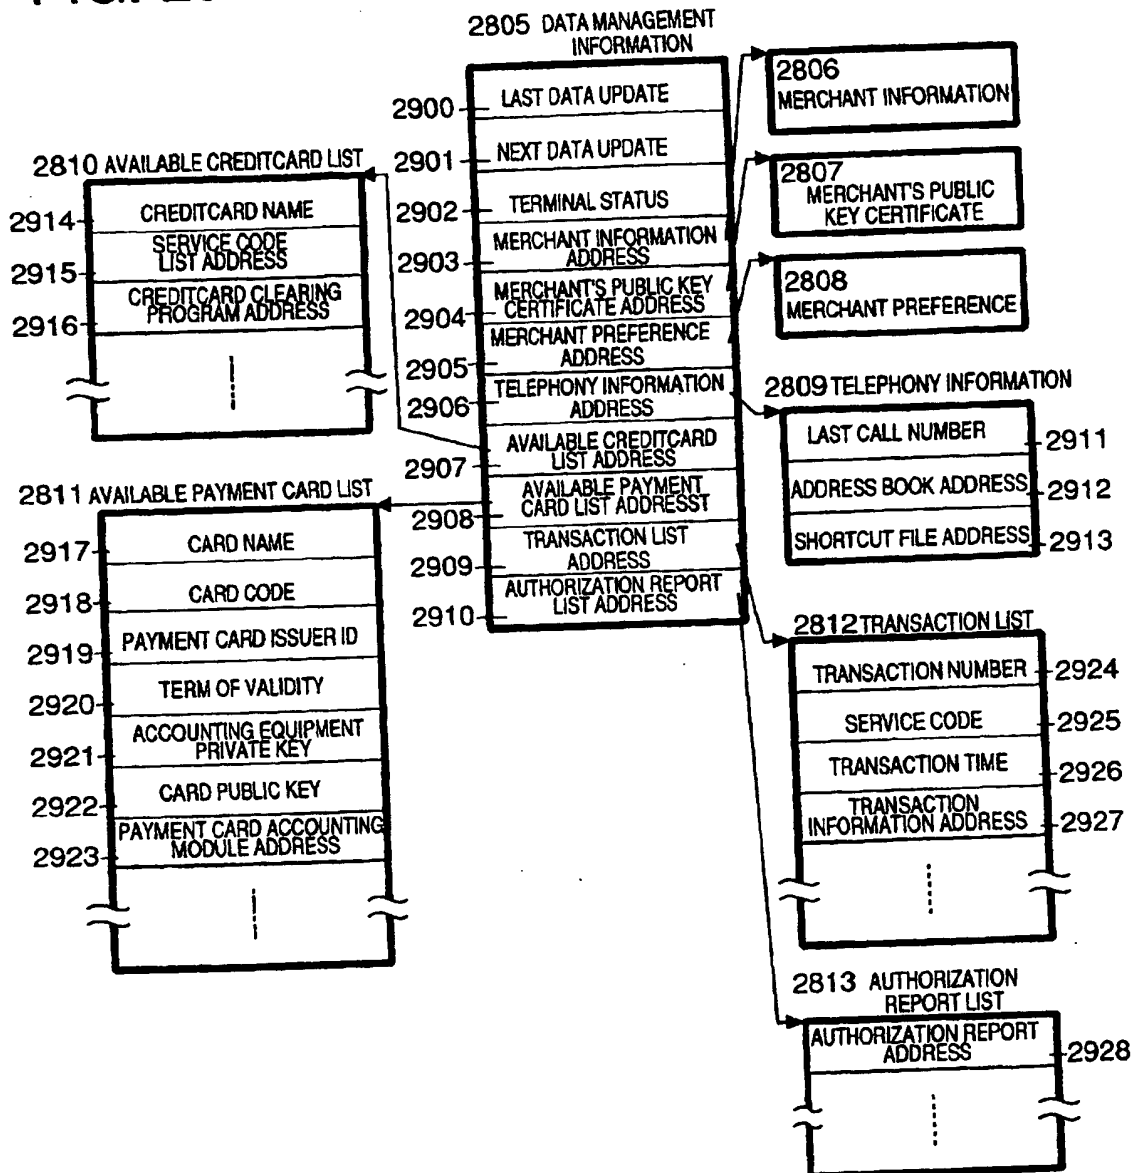 2805 DATA MANAGEMENT
INFORMATION
2900
LAST DATA UPDATE
2901
NEXT DATA UPDATE
2902
TERMINAL STATUS
2903
MERCHANT INFORMATION
ADDRESS
2904
MERCHANT'S PUBLIC KEY
CERTIFICATE ADDRESS
2905
MERCHANT PREFERENCE
ADDRESS
2906
TELEPHONY INFORMATION
ADDRESS
2907
AVAILABLE CREDITCARD
LIST ADDRESS
2908
AVAILABLE PAYMENT
CARD LIST ADDRESST
2909
TRANSACTION LIST
ADDRESS
2910
AUTHORIZATION REPORT
LIST ADDRESS
2806
MERCHANT INFORMATION
2807
MERCHANT'S PUBLIC
KEY CERTIFICATE
2808
MERCHANT PREFERENCE
2809 TELEPHONY INFORMATION
LAST CALL NUMBER
2911
ADDRESS BOOK ADDRESS
2912
SHORTCUT FILE ADDRESS
2913
2810 AVAILABLE CREDITCARD LIST
2914
CREDITCARD NAME
2915
SERVICE CODE
LIST ADDRESS
2916
CREDITCARD CLEARING
PROGRAM ADDRESS
2811 AVAILABLE PAYMENT CARD LIST
2917
CARD NAME
2918
CARD CODE
2919
PAYMENT CARD ISSUER ID
2920
TERM OF VALIDITY
2921
ACCOUNTING EQUIPMENT
PRIVATE KEY
2922
CARD PUBLIC KEY
2923
PAYMENT CARD ACCOUNTING
MODULE ADDRESS
2812 TRANSACTION LIST
TRANSACTION NUMBER
2924
SERVICE CODE
2925
TRANSACTION TIME
2926
TRANSACTION
INFORMATION ADDRESS
2927
2813 AUTHORIZATION
REPORT LIST
AUTHORIZATION REPORT
ADDRESS
2928